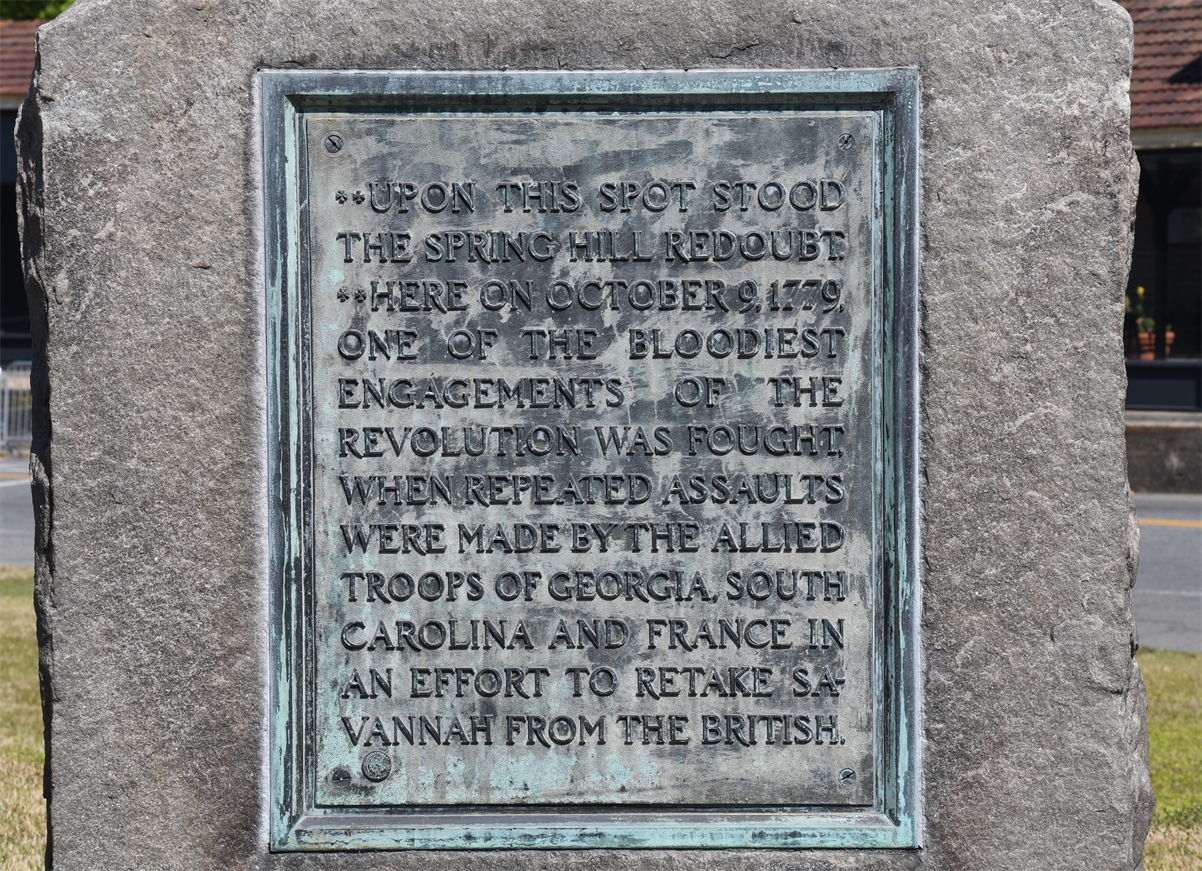 UPON THIS SPOT STOOD
THE SPRING HILL REDOUBT.
HERE ON OCTOBER 9, 1779,
ONE OF THE BLOODIEST
ENGAGEMENTS OF THE
REVOLUTION WAS FOUGHT,
WHEN REPEATED ASSAULTS
WERE MADE BY THE ALLIED
TROOPS OF GEORGIA, SOUTH
CAROLINA AND FRANCE IN
AN EFFORT TO RETAKE SA-
VANNAH FROM THE BRITISH.